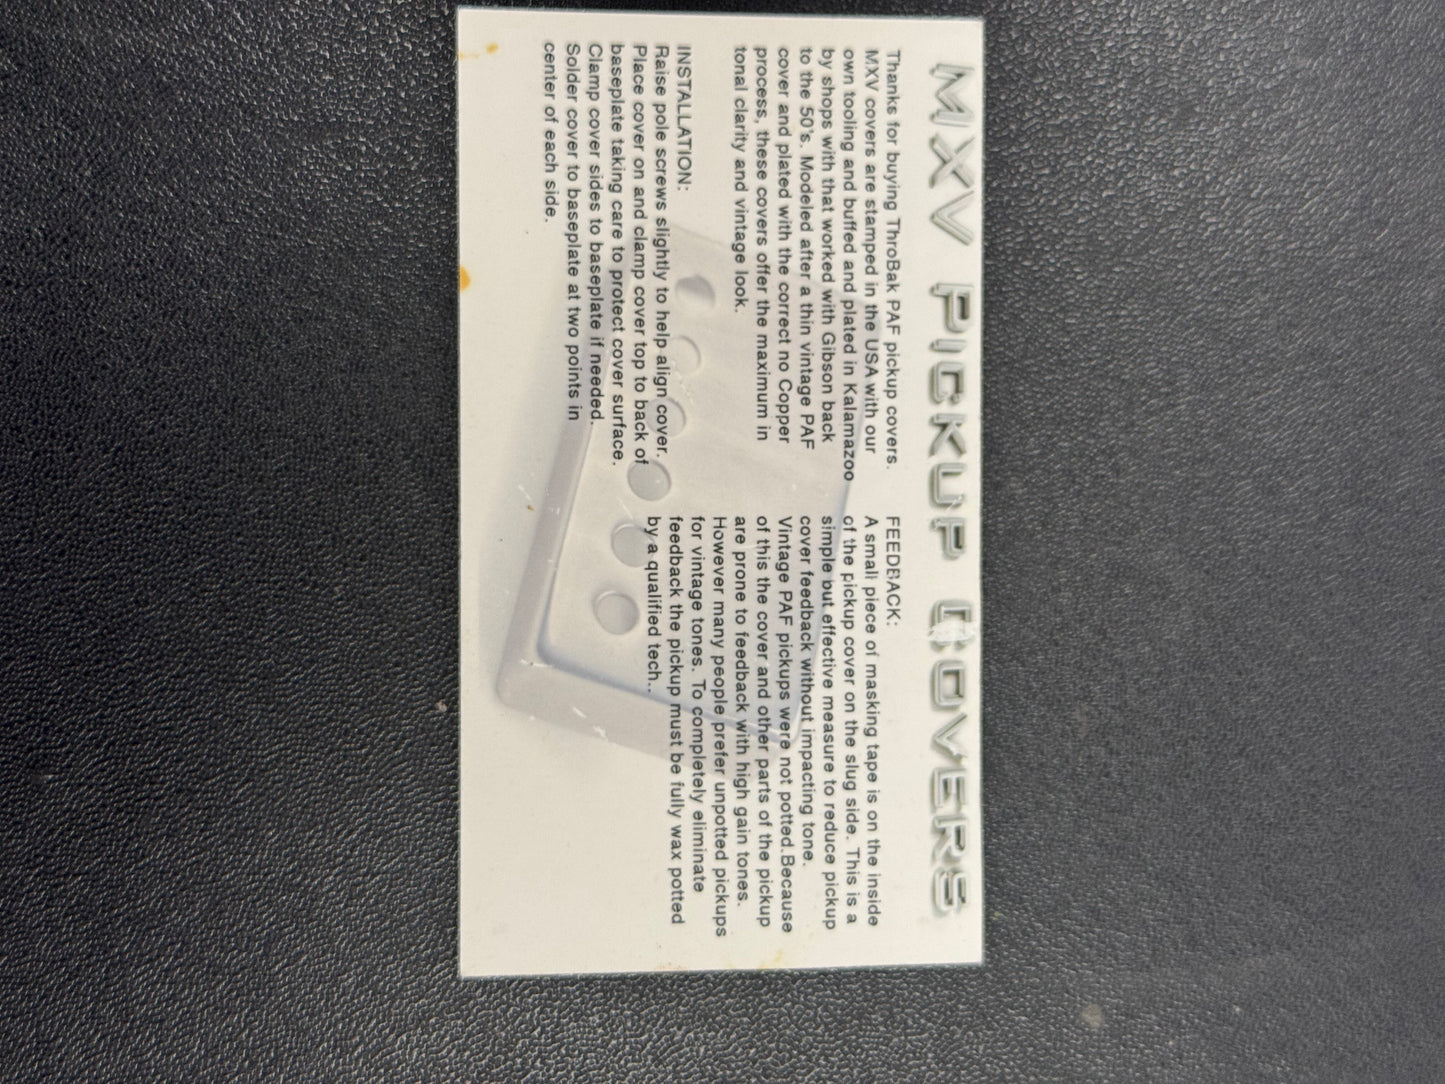 MXV PICKUP COVERS
Thanks for buying ThroBak PAF pickup covers.
MXV covers are stamped in the USA with our
own tooling and buffed and plated in Kalamazoo
by shops with that worked with Gibson back
to the 50's. Modeled after a thin vintage PAF
cover and plated with the correct no Copper
process, these covers offer the maximum in
tonal clarity and vintage look.
INSTALLATION:
Raise pole screws slightly to help align cover.
Place cover on and clamp cover top to back of
baseplate taking care to protect cover surface.
Clamp cover sides to baseplate if needed.
Solder cover to baseplate at two points in
center of each side.
FEEDBACK:
A small piece of masking tape is on the inside
of the pickup cover on the slug side. This is a
simple but effective measure to reduce pickup
cover feedback without impacting tone.
Vintage PAF pickups were not potted.Because
of this the cover and other parts of the pickup
are prone to feedback with high gain tones.
However many people prefer unpotted pickups
for vintage tones. To completely eliminate
feedback the pickup must be fully wax potted
by a qualified tech..